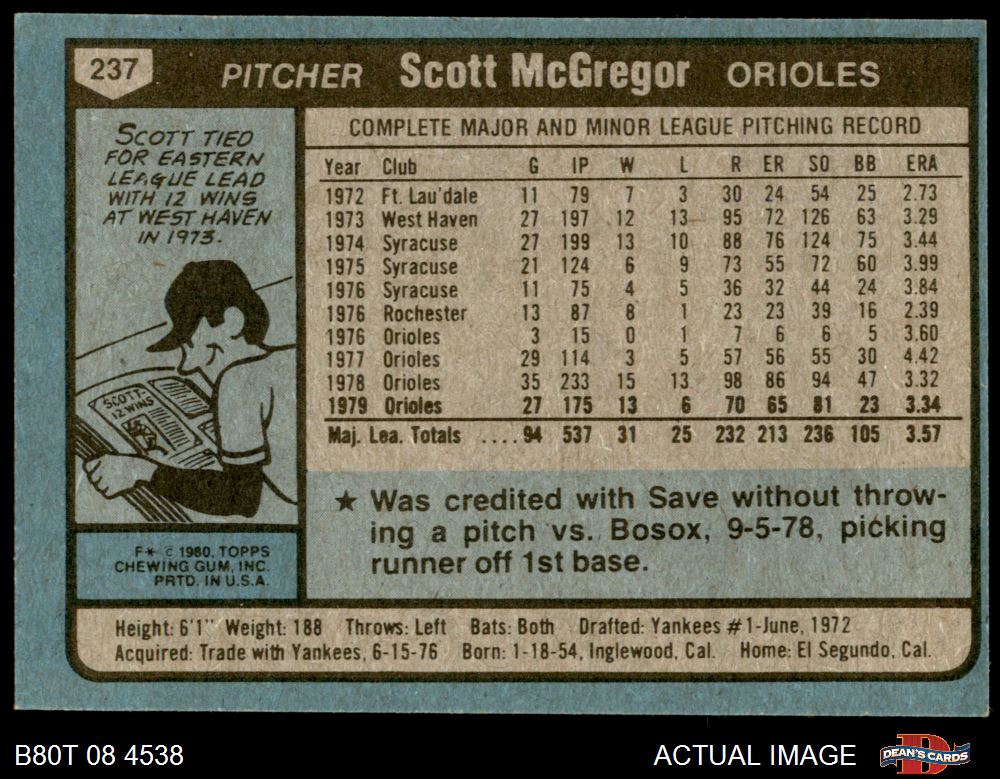 237 PITCHER Scott McGregor ORIOLES
SCOTT TIED
FOR EASTERN
LEAGUE LEAD
WITH 12 WINS
AT WEST HAVEN
IN 1973.
SCOTT
12 WINS
COMPLETE MAJOR AND MINOR LEAGUE PITCHING RECORD
Year Club G IP W L R ER SO BB ERA
1972 Ft. Lau'dale 11 79 7 3 30 24 54 25 2.73
1973 West Haven 27 197 12 13 95 72 126 63 3.29
1974 Syracuse 27 199 13 10 88 76 124 75 3.44
1975 Syracuse 21 124 6 9 73 55 72 60 3.99
1976 Syracuse 11 75 4 5 36 32 44 24 3.84
1976 Rochester 13 87 8 1 23 23 39 16 2.39
1976 Orioles 3 15 0 1 7 6 6 5 3.60
1977 Orioles 29 114 3 5 57 56 55 30 4.42
1978 Orioles 35 233 15 13 98 86 94 47 3.32
1979 Orioles 27 175 13 6 70 65 81 23 3.34
Maj. Lea. Totals ....94 537 31 25 232 213 236 105 3.57
★ Was credited with Save without throw-
ing a pitch vs. Bosox, 9-5-78, picking
runner off 1st base.
F* © 1980, TOPPS
CHEWING GUM, INC.
PRTD. IN U.S.A.
Height: 6'1" Weight: 188 Throws: Left Bats: Both Drafted: Yankees #1-June, 1972
Acquired: Trade with Yankees, 6-15-76 Born: 1-18-54, Inglewood, Cal. Home: El Segundo, Cal.
B80T 08 4538 ACTUAL IMAGE DEAN'S CARDS